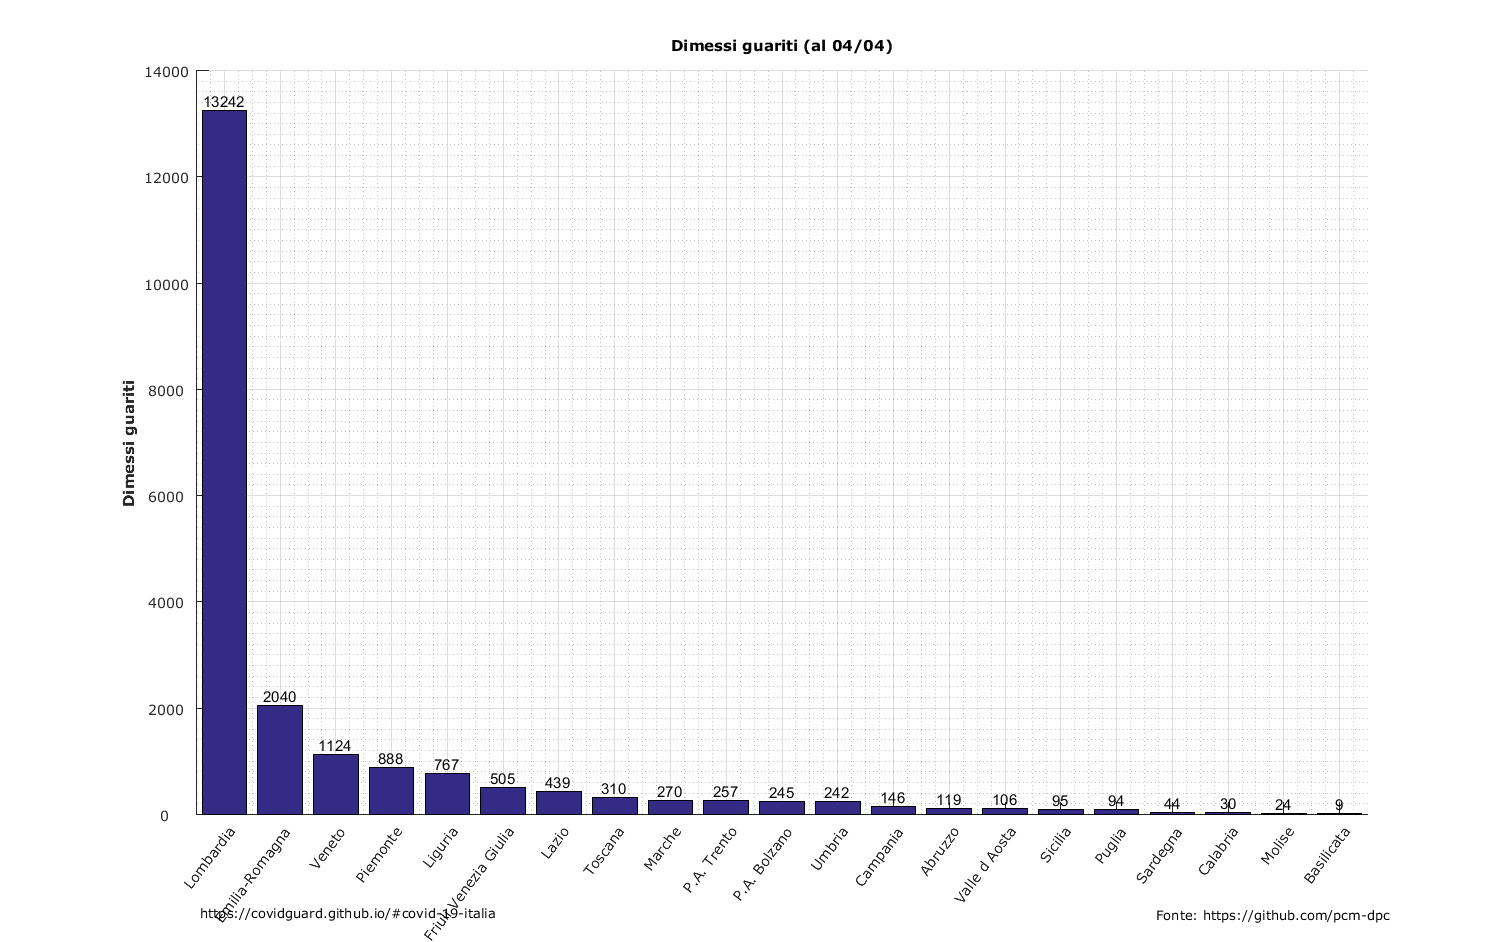 Dimessi guariti (al 04/04)
Dimessi guariti
14000
12000
10000
8000
6000
4000
2000
0
13242
2040
1124
888
767
505
439
310
270
257
245
242
146
119
106
95
94
44
30
24
9
Lombardia
Emilia-Romagna
Veneto
Piemonte
Liguria
Friuli Venezia Giulia
Lazio
Toscana
Marche
P.A. Trento
P.A. Bolzano
Umbria
Campania
Abruzzo
Valle d Aosta
Sicilia
Puglia
Sardegna
Calabria
Molise
Basilicata
https://covidguard.github.io/#covid-19-italia
Fonte: https://github.com/pcm-dpc